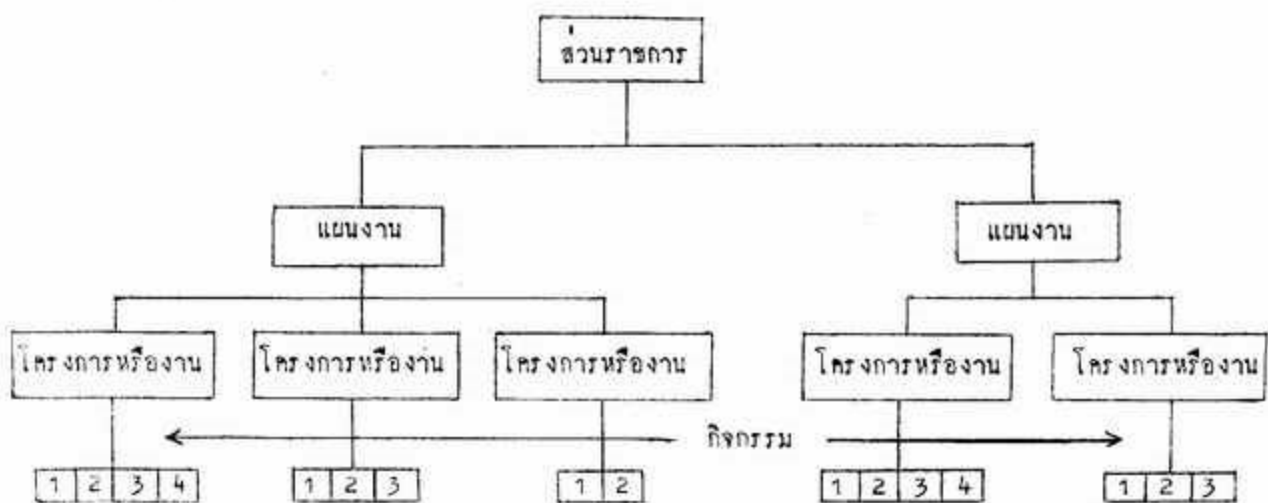 ส่วนราชการ
แผนงาน แผนงาน
โครงการหรืองาน โครงการหรืองาน โครงการหรืองาน โครงการหรืองาน โครงการหรืองาน
กิจกรรม
1 2 3 4 1 2 3 1 2 1 2 3 4 1 2 3